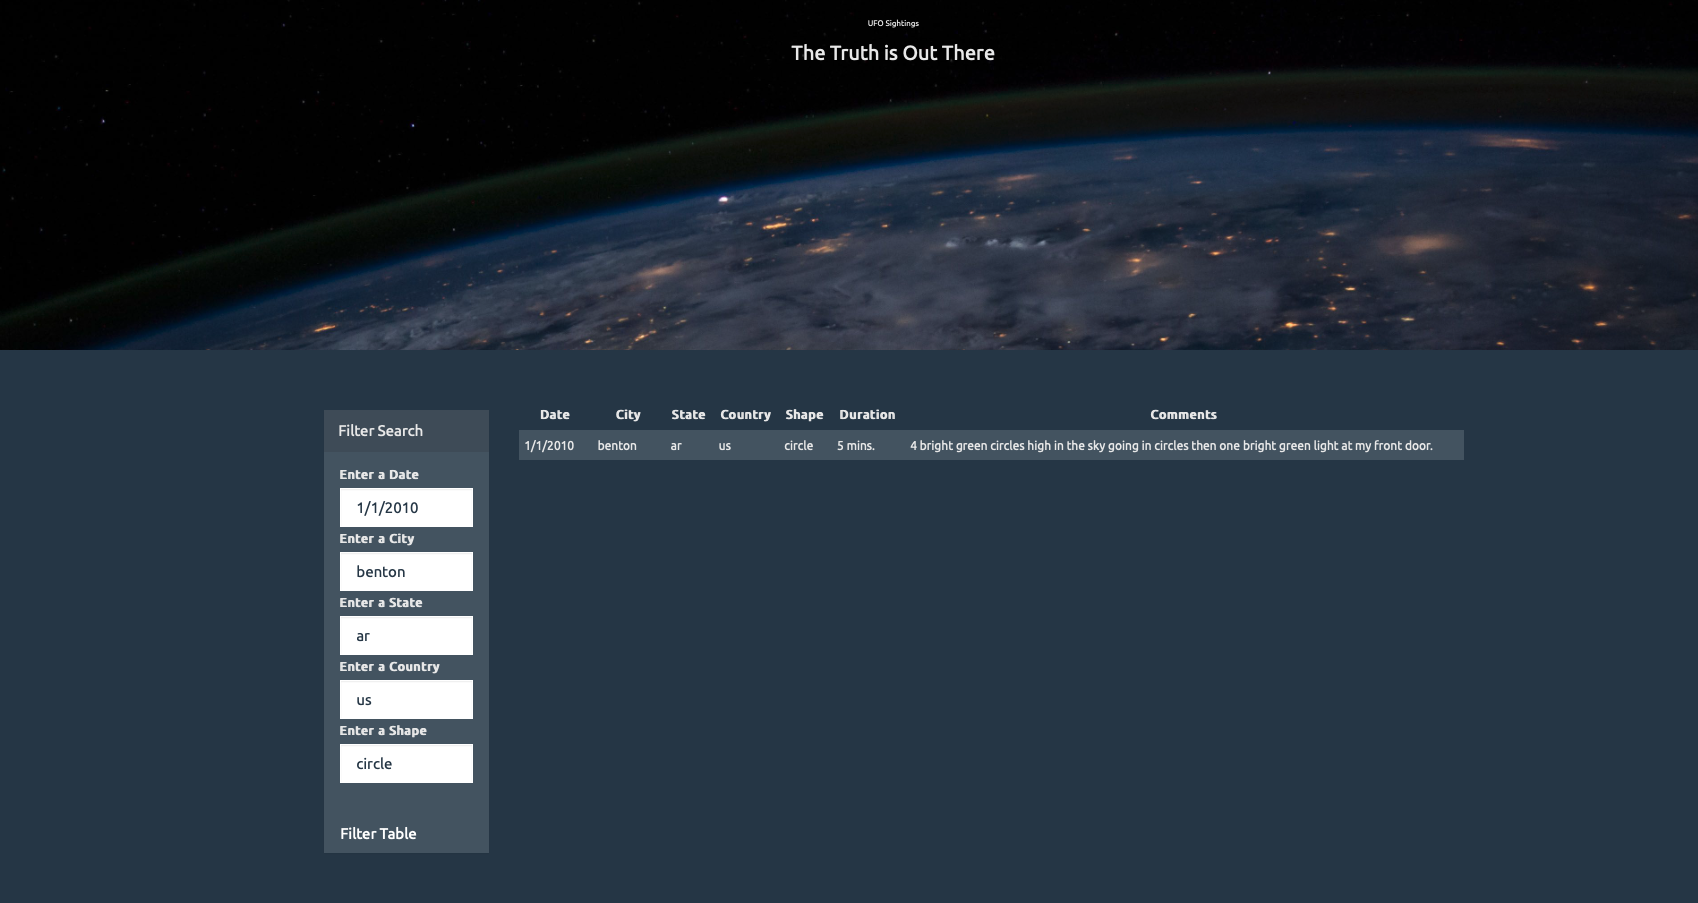 UFO Sightings
The Truth is Out There
Filter Search
Enter a Date
1/1/2010
Enter a City
benton
Enter a State
ar
Enter a Country
us
Enter a Shape
circle
Filter Table
Date City State Country Shape Duration Comments
1/1/2010 benton ar us circle 5 mins. 4 bright green circles high in the sky going in circles then one bright green light at my front door.